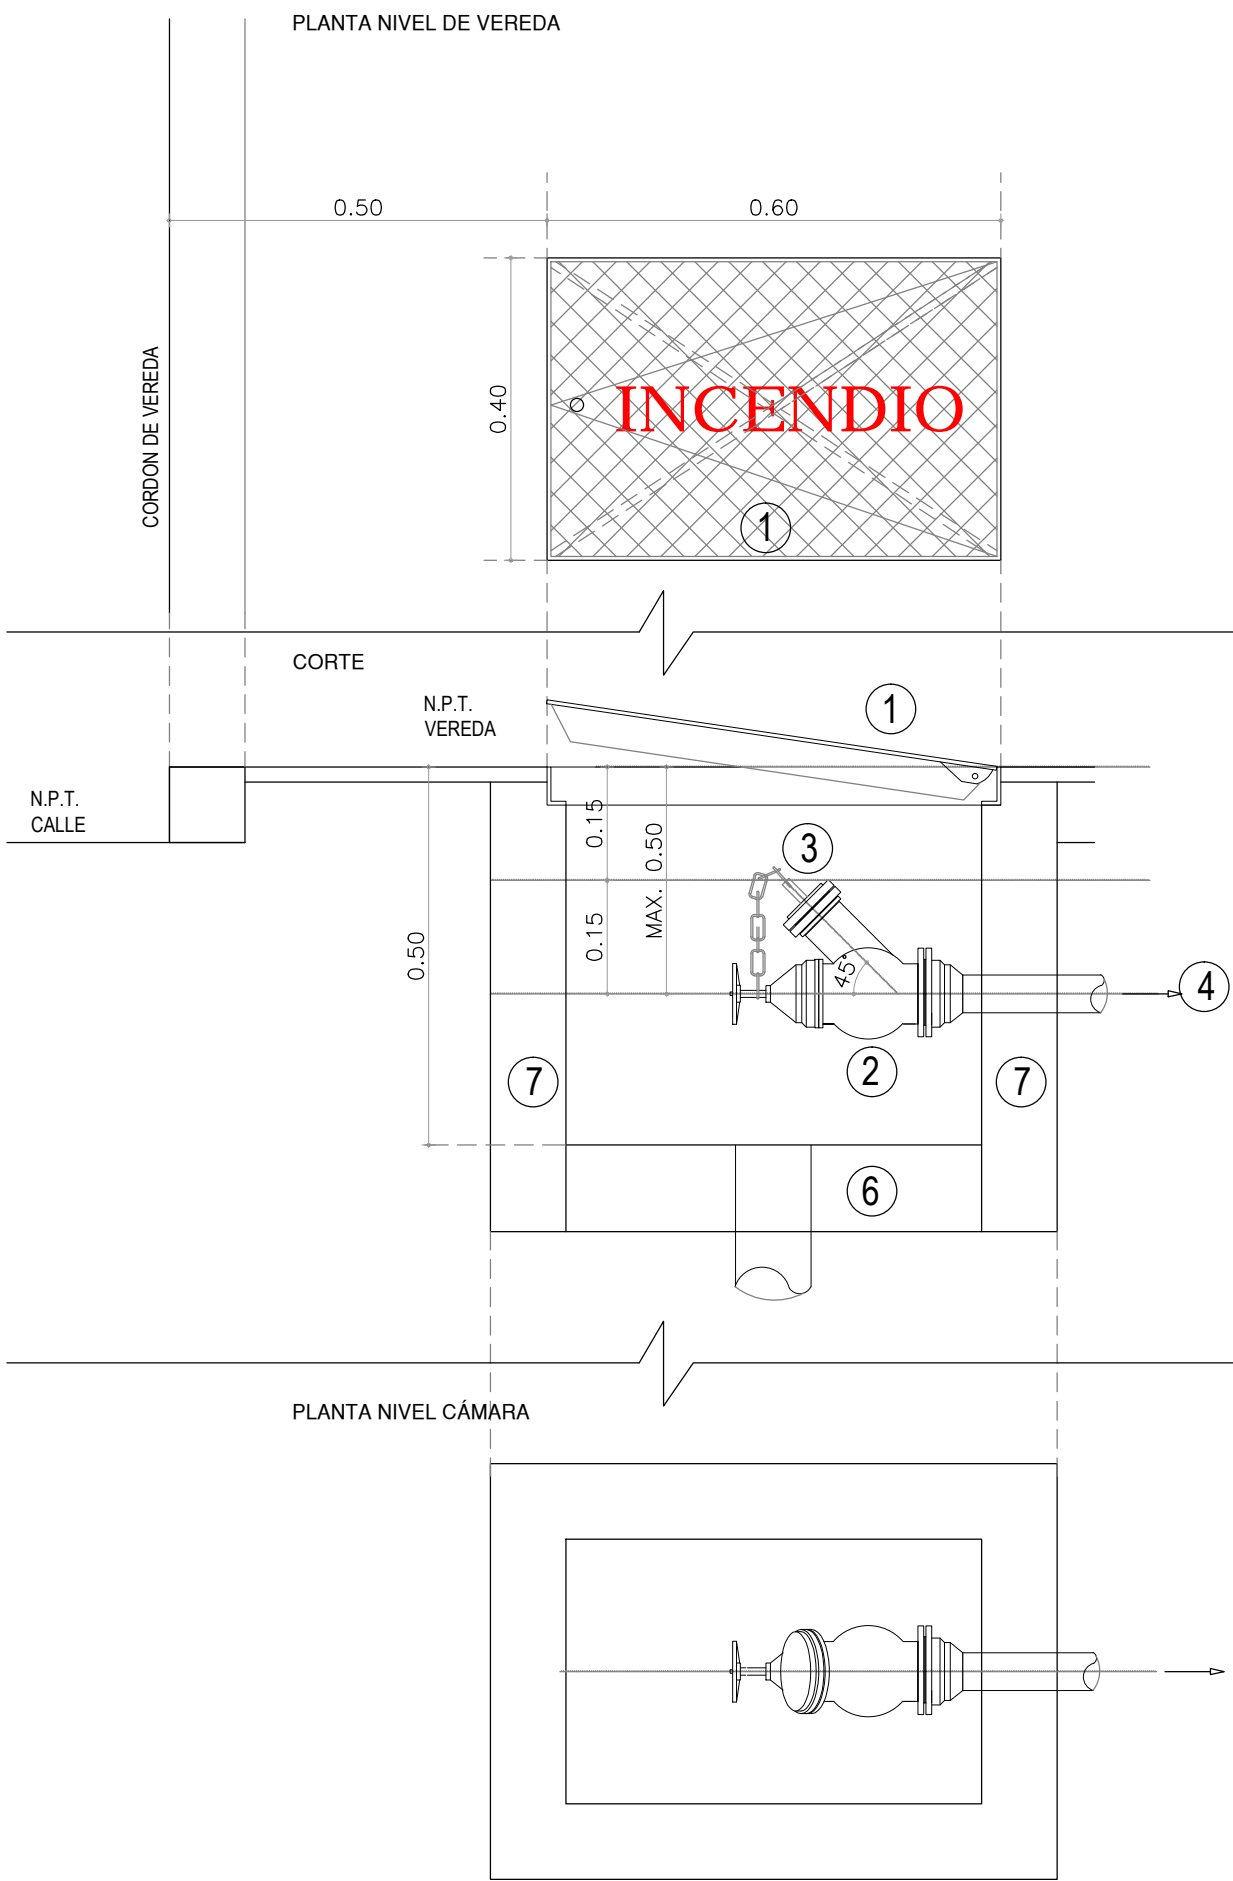 PLANTA NIVEL DE VEREDA
0.50
0.60
CORDON DE VEREDA
0.40
INCENDIO
1
CORTE
N.P.T.
VEREDA
1
N.P.T.
CALLE
0.15
MAX. 0.50
3
0.15
0.50
45°
4
7
2
7
6
PLANTA NIVEL CÁMARA